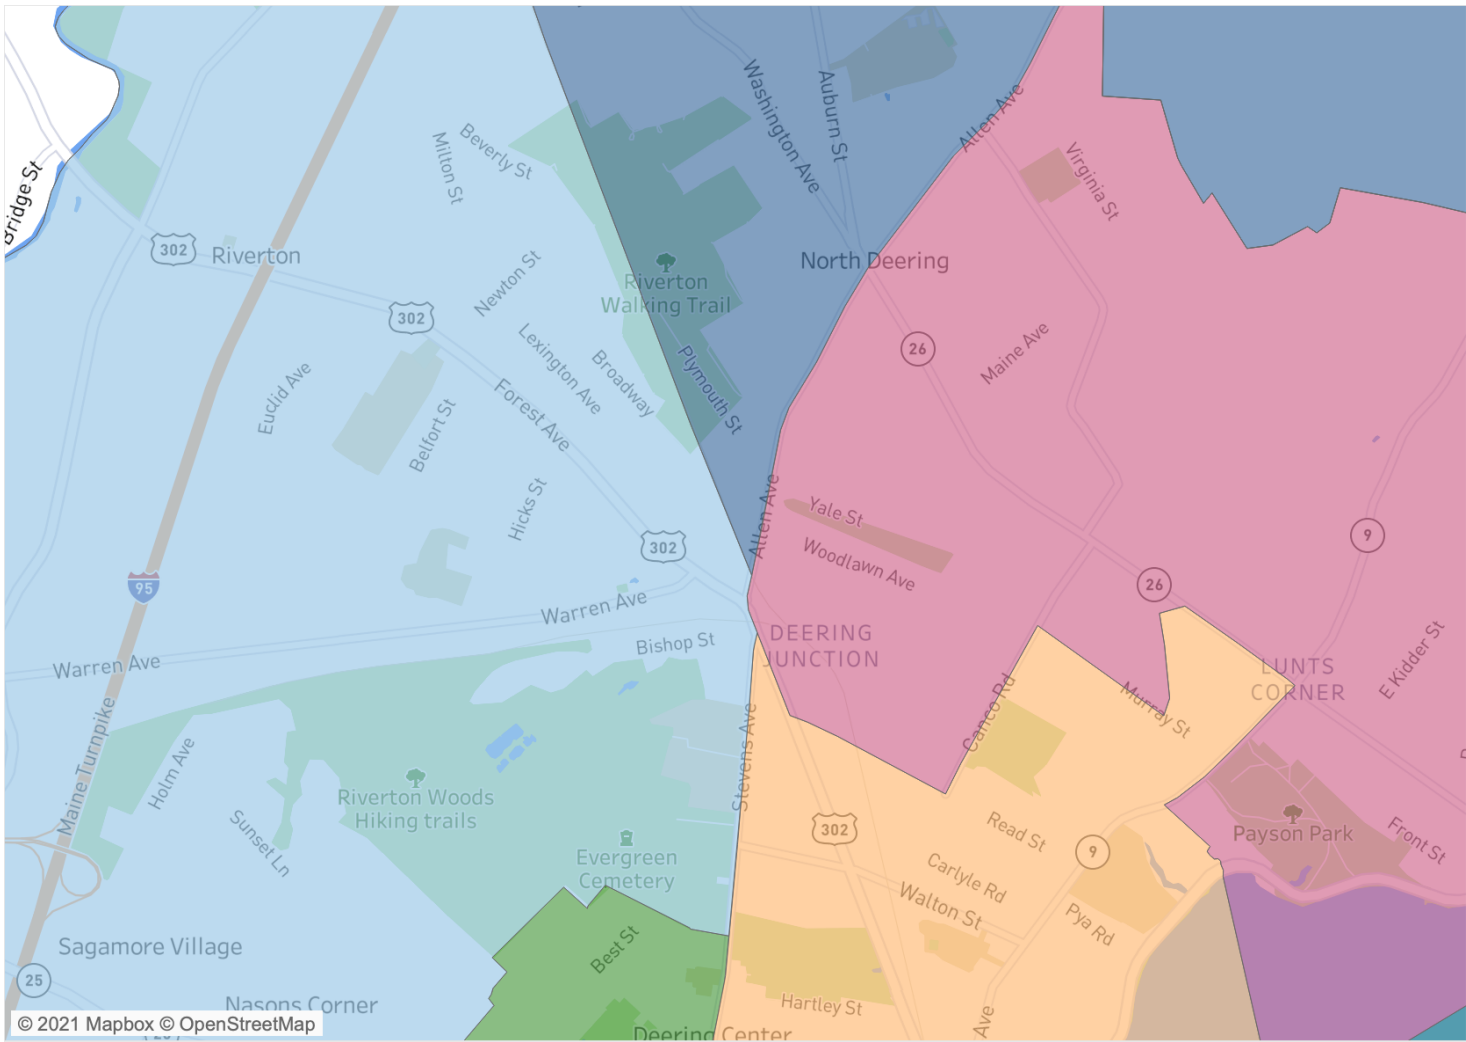 Washington Ave
Auburn St
Allen Ave
Virginia St
Beverly St
Milton St
Bridge St
302
Riverton
North Deering
Riverton
Walking Trail
Newton St
302
26
Maine Ave
Lexington Ave
Broadway
Plymouth St
Euclid Ave
Forest Ave
Belfort St
Allen Ave
Yale St
Hicks St
302
Woodlawn Ave
9
95
26
Warren Ave
Warren Ave
Bishop St
DEERING
JUNCTION
LUNTS
CORNER
E Kidder St
Canco Rd
Murray St
Maine Turnpike
Holm Ave
Stevens Ave
Riverton Woods
Hiking trails
Sunset Ln
302
Read St
9
Payson Park
Front St
Evergreen
Cemetery
Carlyle Rd
Walton St
Pya Rd
Sagamore Village
Best St
25
Nasons Corner
Hartley St
Ave
Deering Center
© 2021 Mapbox © OpenStreetMap